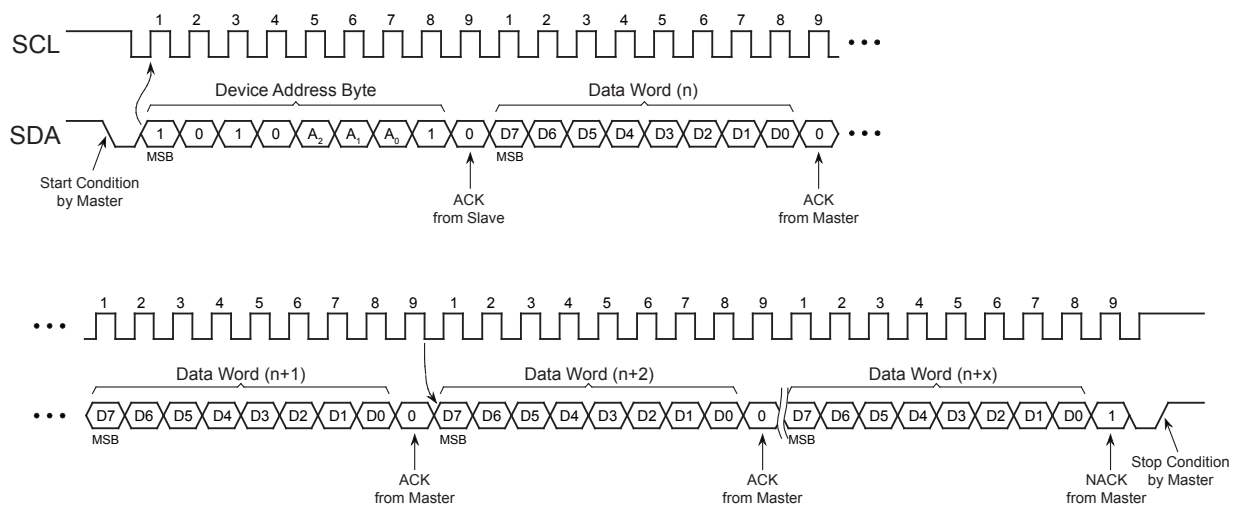 1 2 3 4 5 6 7 8 9 1 2 3 4 5 6 7 8 9
SCL
Device Address Byte Data Word (n)
SDA 1 0 1 0 A2 A1 A0 1 0 D7 D6 D5 D4 D3 D2 D1 D0 0
MSB MSB
Start Condition
by Master
ACK
from Slave
ACK
from Master
1 2 3 4 5 6 7 8 9 1 2 3 4 5 6 7 8 9 1 2 3 4 5 6 7 8 9
Data Word (n+1) Data Word (n+2) Data Word (n+x)
D7 D6 D5 D4 D3 D2 D1 D0 0 D7 D6 D5 D4 D3 D2 D1 D0 0 D7 D6 D5 D4 D3 D2 D1 D0 1
MSB MSB MSB
ACK
from Master
ACK
from Master
NACK
from Master
Stop Condition
by Master